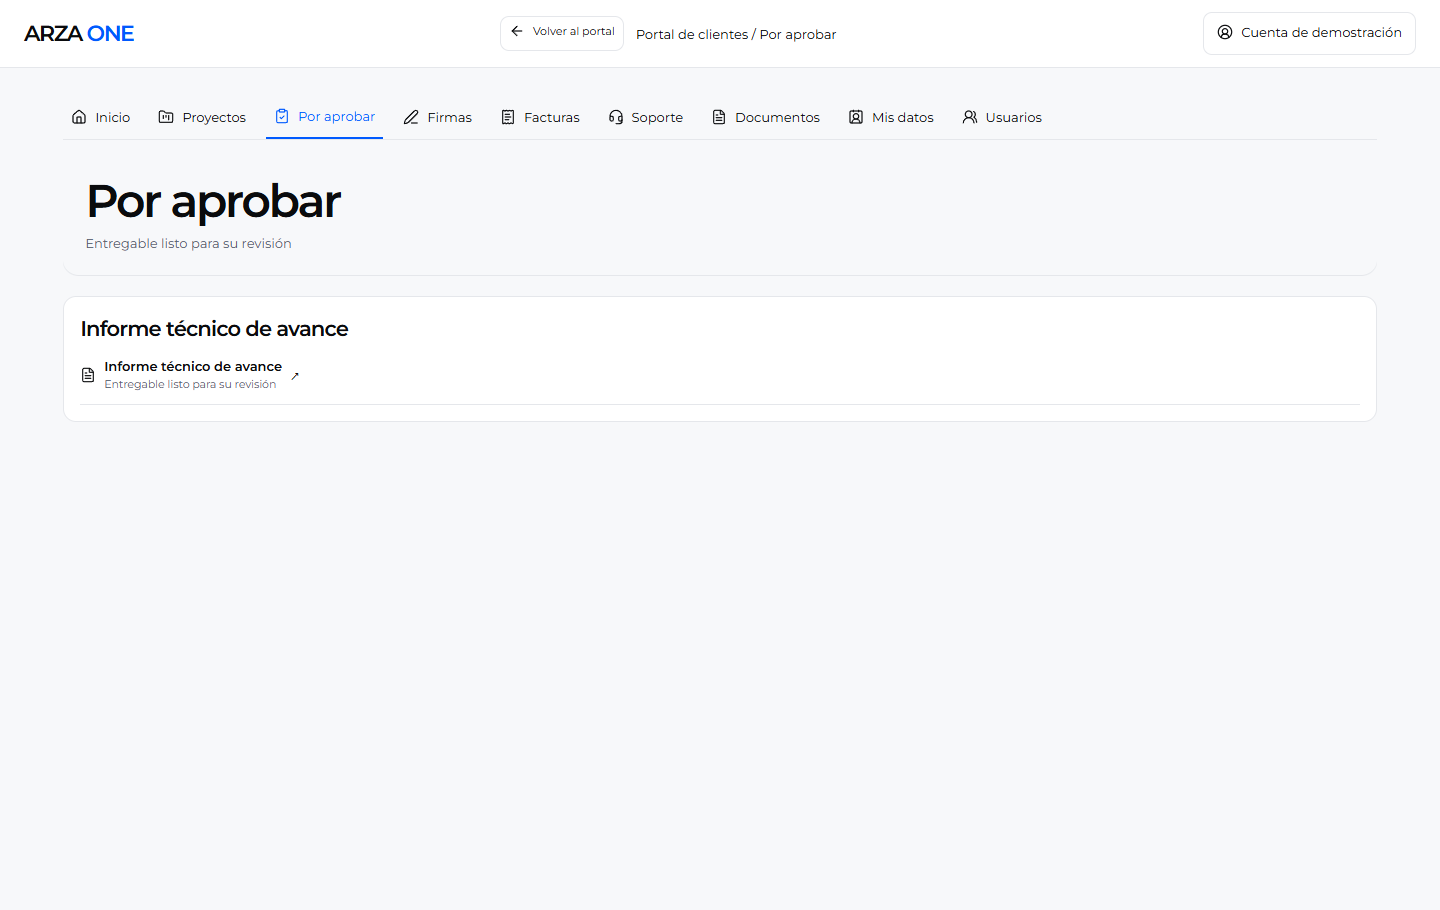 ARZA ONE
Volver al portal
Portal de clientes / Por aprobar
Cuenta de demostración
Inicio
Proyectos
Por aprobar
Firmas
Facturas
Soporte
Documentos
Mis datos
Usuarios
Por aprobar
Entregable listo para su revisión
Informe técnico de avance
Informe técnico de avance
Entregable listo para su revisión